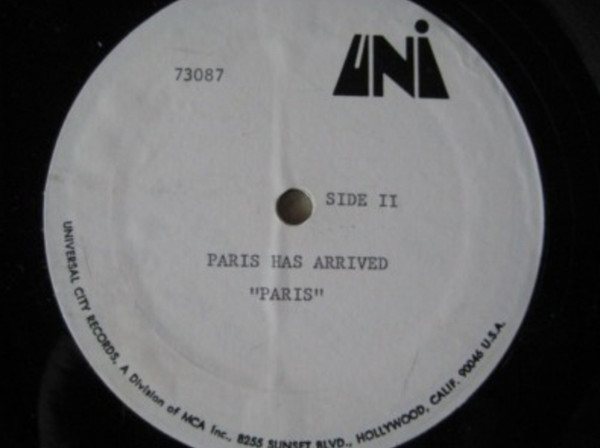 UNI
73087
SIDE II
PARIS HAS ARRIVED
"PARIS"
UNIVERSAL CITY RECORDS, A Division of MCA Inc., 8255 SUNSET BLVD., HOLLYWOOD, CALIF. 90046 U.S.A.